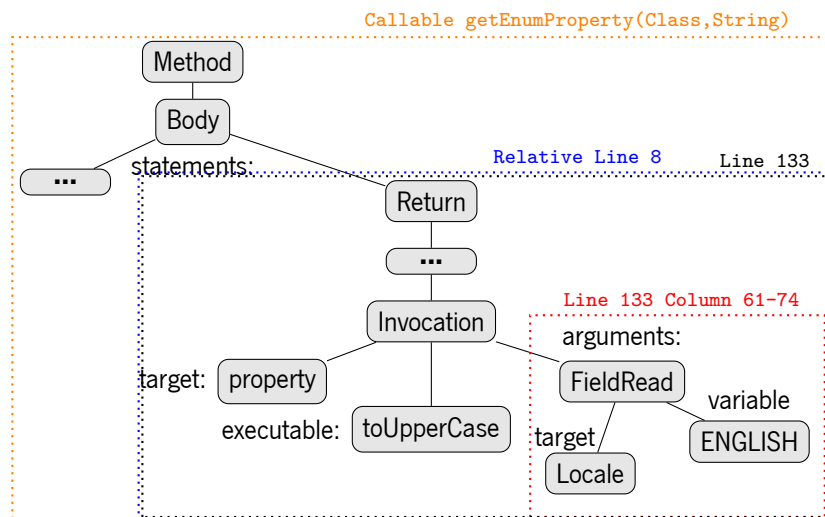 Callable getEnumProperty(Class,String)
Method
Body
Relative Line 8
Line 133
...
statements:
Return
...
Line 133 Column 61-74
Invocation
arguments:
target:
property
FieldRead
variable
executable:
toUpperCase
target
ENGLISH
Locale